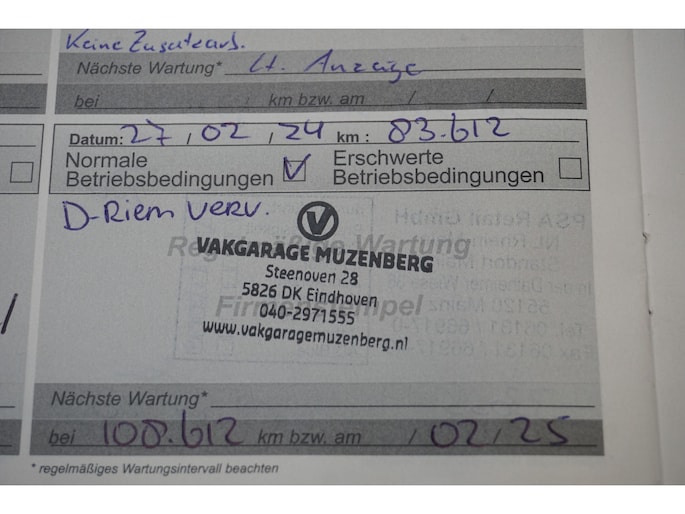 Keine Zusatzarb.
Nächste Wartung* Lt. Anzeige
bei km bzw. am / /
Datum: 27 / 02 / 24 km : 83.612
Normale Betriebsbedingungen
Erschwerte Betriebsbedingungen
D-Riem verv.
Regelmäßige Wartung
Firmenstempel
VAKGARAGE MUZENBERG
Steenoven 28
5826 DK Eindhoven
040-2971555
www.vakgaragemuzenberg.nl
Nächste Wartung*
bei 108.612 km bzw. am / 02 / 25
* regelmäßiges Wartungsintervall beachten